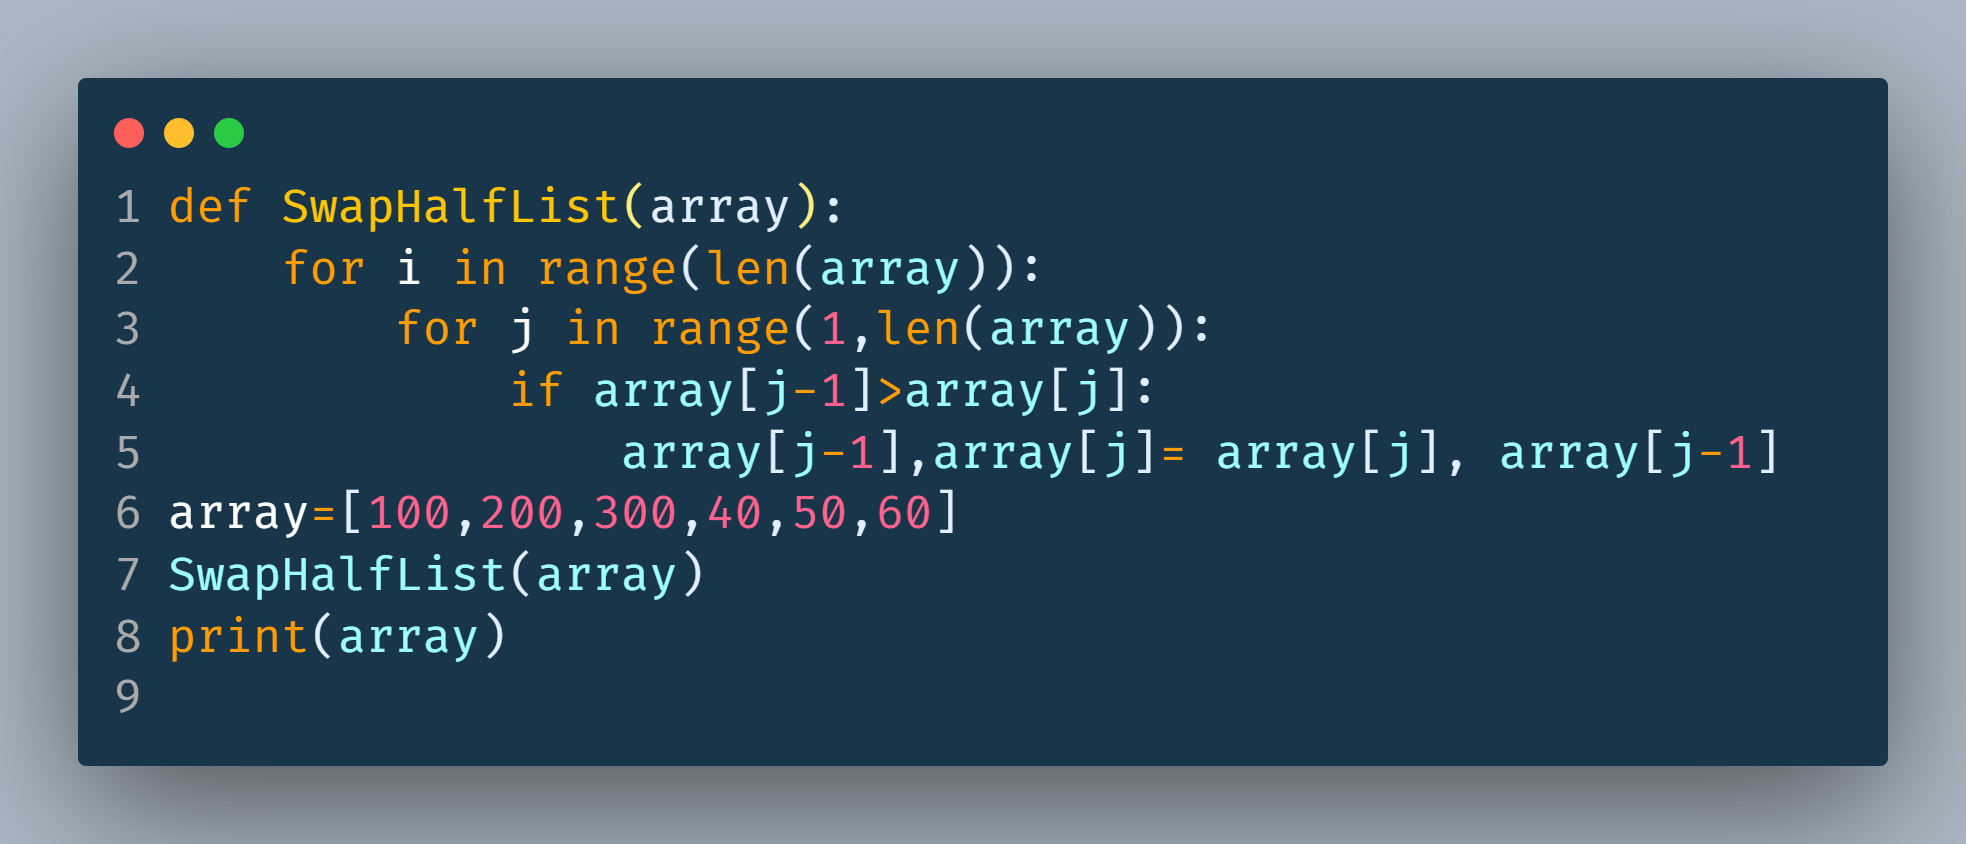 1 def SwapHalfList(array):
2     for i in range(len(array)):
3         for j in range(1,len(array)):
4             if array[j-1]>array[j]:
5                 array[j-1],array[j]= array[j], array[j-1]
6 array=[100,200,300,40,50,60]
7 SwapHalfList(array)
8 print(array)
9